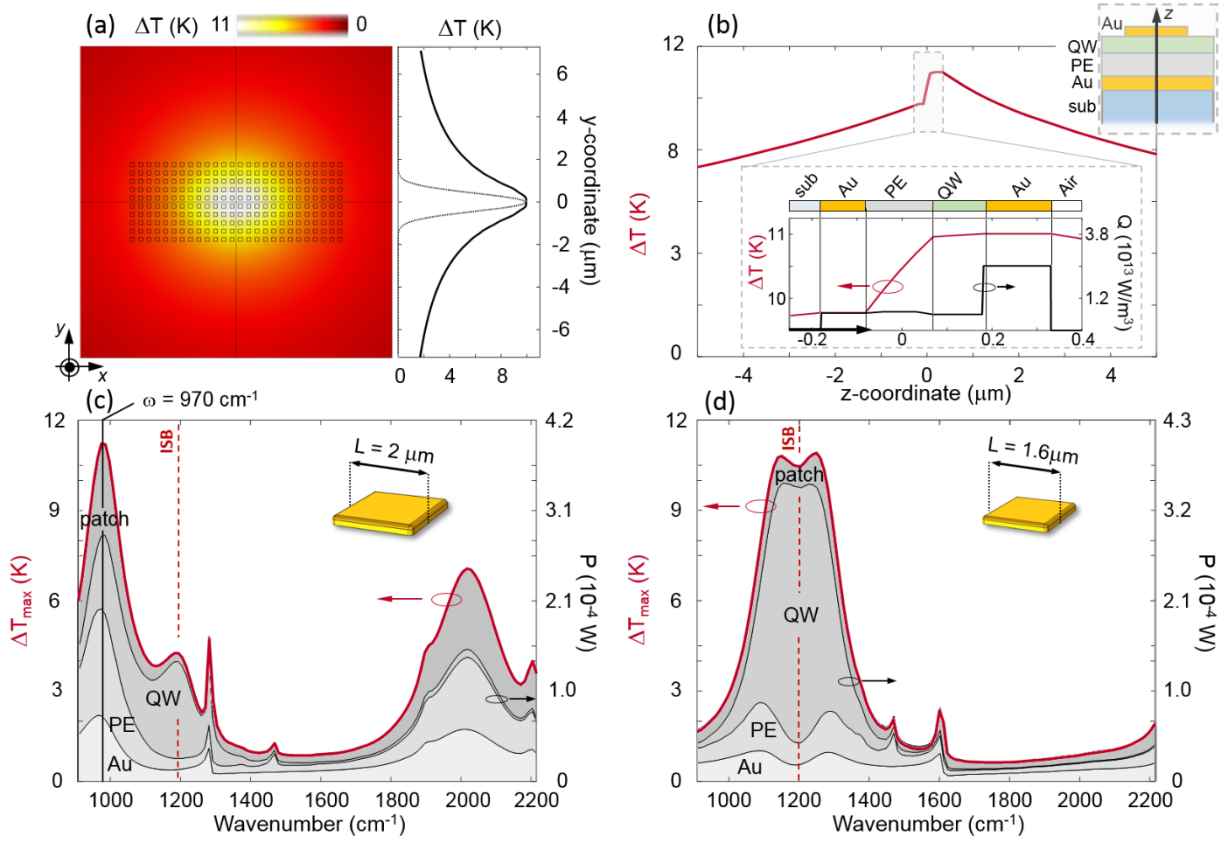 (a)
ΔT (K)
11
0
ΔT (K)
6
4
2
0
-2
-4
-6
y-coordinate (μm)
0
4
8
10
y
x
(b)
12
9
8
3
0
ΔT (K)
-4
-2
0
2
4
z-coordinate (μm)
z
Au
QW
PE
Au
sub
sub
Au
PE
QW
Au
Air
11
10
ΔT (K)
3.8
1.2
0.4
Q (10¹³ W/m³)
-0.2
0
0.2
0.4
(c)
ω = 970 cm⁻¹
ISB
L = 2 μm
12
9
6
3
0
ΔTmax (K)
patch
QW
PE
Au
4.2
3.1
2.1
1.0
0
P (10⁻⁴ W)
1000
1200
1400
1600
1800
2000
2200
Wavenumber (cm⁻¹)
(d)
ISB
L = 1.6μm
12
9
6
3
0
ΔTmax (K)
patch
QW
PE
Au
4.3
3.2
2.1
1.0
0
P (10⁻⁴ W)
1000
1200
1400
1600
1800
2000
2200
Wavenumber (cm⁻¹)